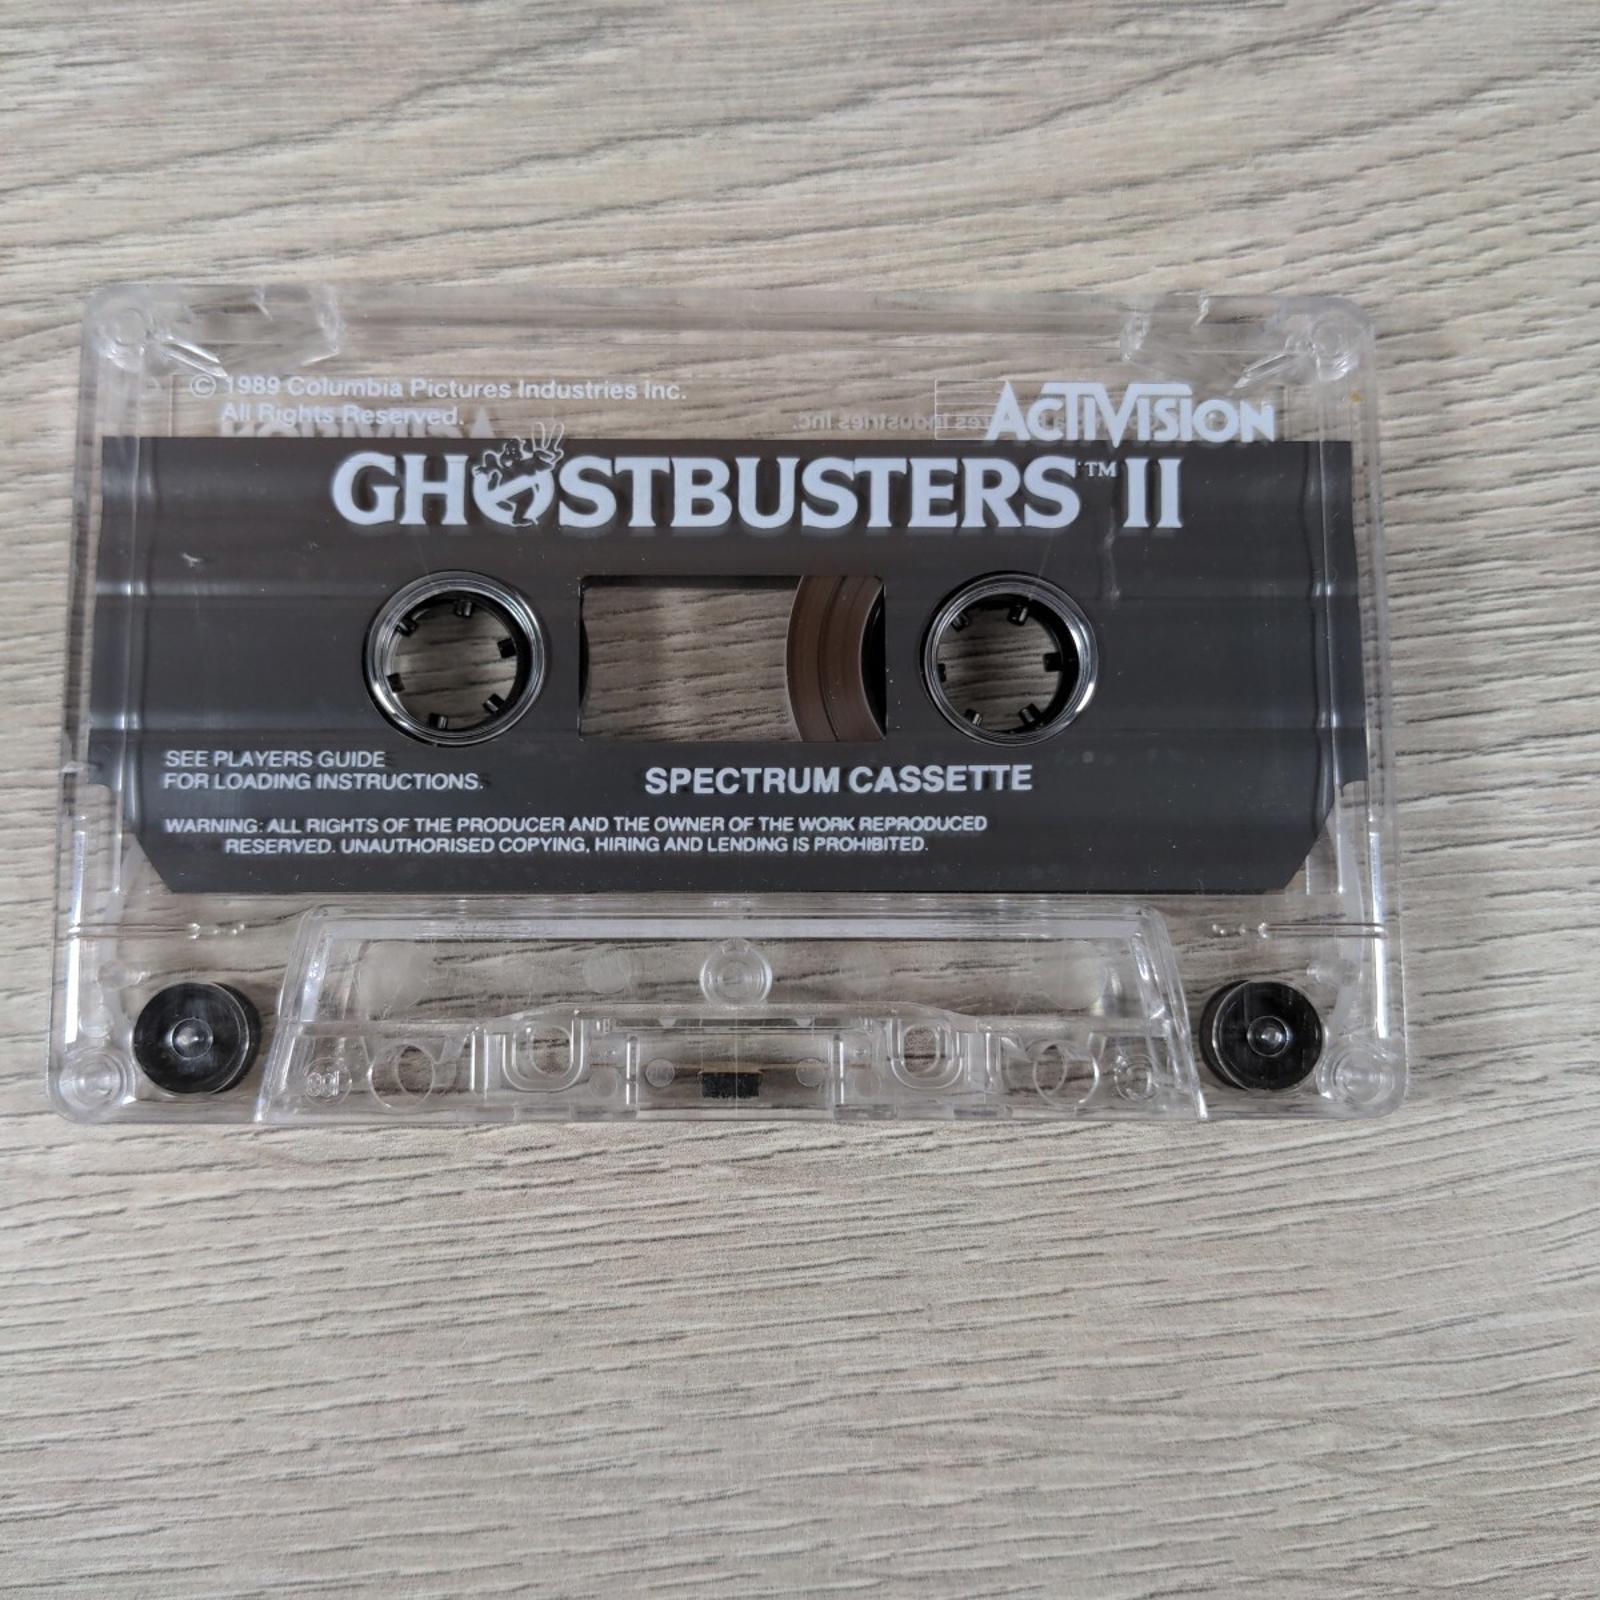 © 1989 Columbia Pictures Industries Inc.
All Rights Reserved.
ACTIVISION
GHOSTBUSTERS™ II
SEE PLAYERS GUIDE
FOR LOADING INSTRUCTIONS.
SPECTRUM CASSETTE
WARNING: ALL RIGHTS OF THE PRODUCER AND THE OWNER OF THE WORK REPRODUCED
RESERVED. UNAUTHORISED COPYING, HIRING AND LENDING IS PROHIBITED.